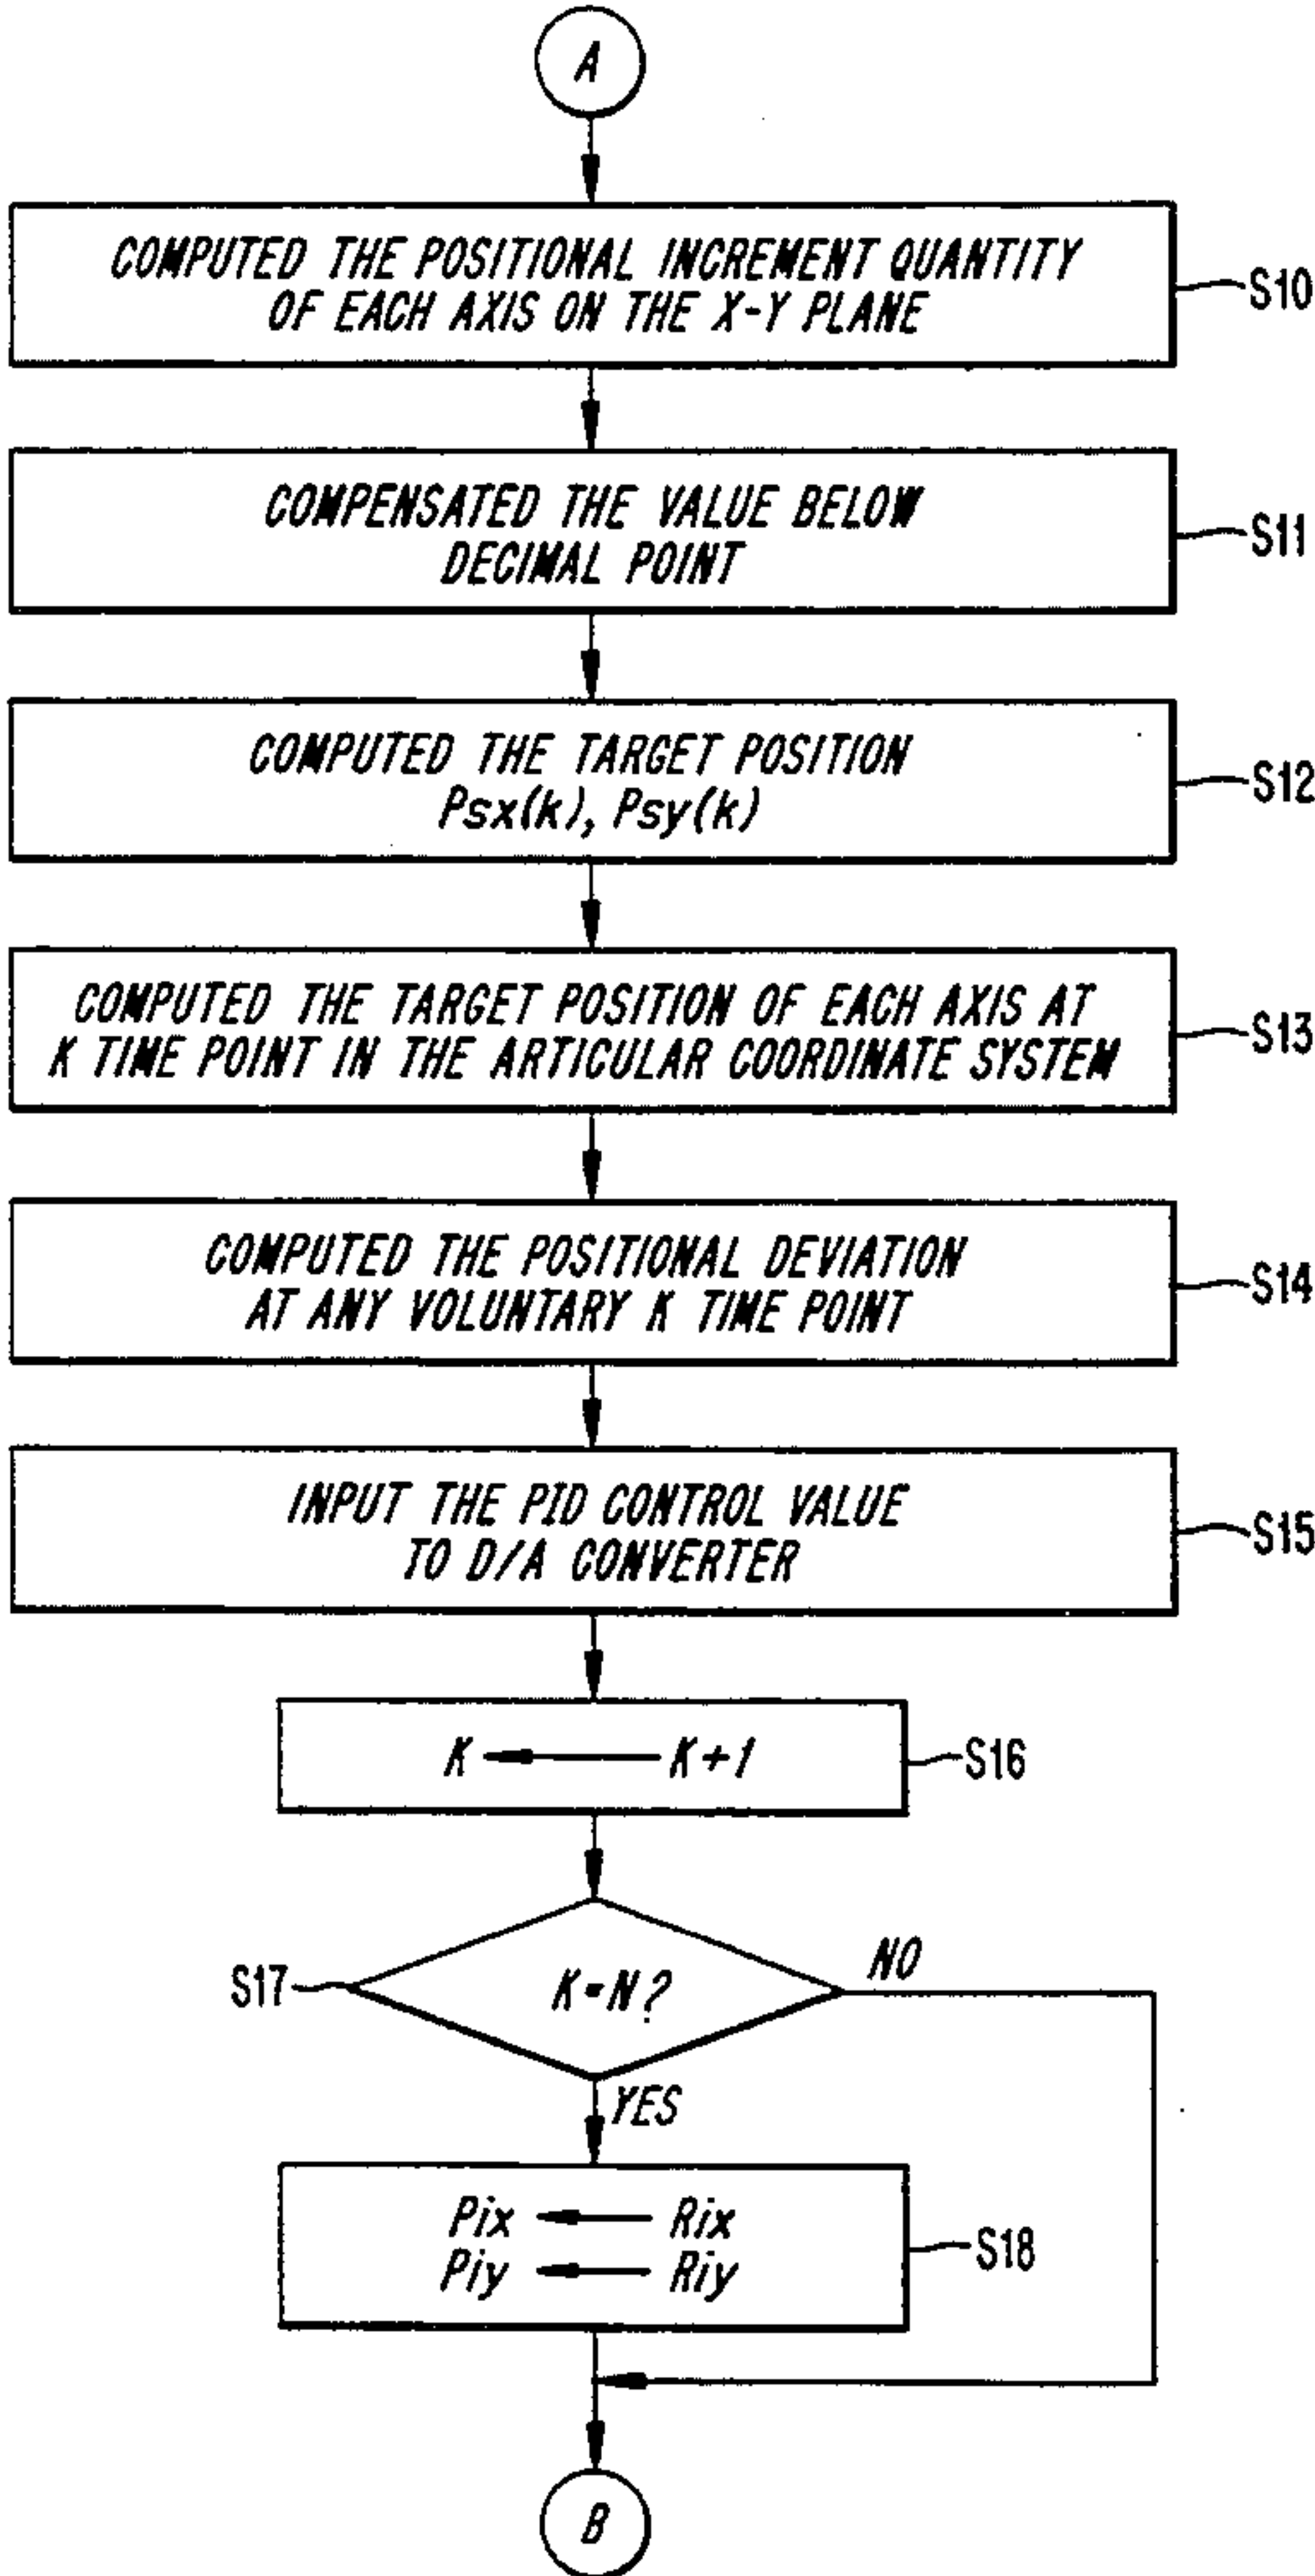 A
COMPUTED THE POSITIONAL INCREMENT QUANTITY
OF EACH AXIS ON THE X-Y PLANE
S10
COMPENSATED THE VALUE BELOW
DECIMAL POINT
S11
COMPUTED THE TARGET POSITION
Psx(k), Psy(k)
S12
COMPUTED THE TARGET POSITION OF EACH AXIS AT
K TIME POINT IN THE ARTICULAR COORDINATE SYSTEM
S13
COMPUTED THE POSITIONAL DEVIATION
AT ANY VOLUNTARY K TIME POINT
S14
INPUT THE PID CONTROL VALUE
TO D/A CONVERTER
S15
K ← K+1
S16
S17
K=N?
NO
YES
Pix ← Rix
Piy ← Riy
S18
B